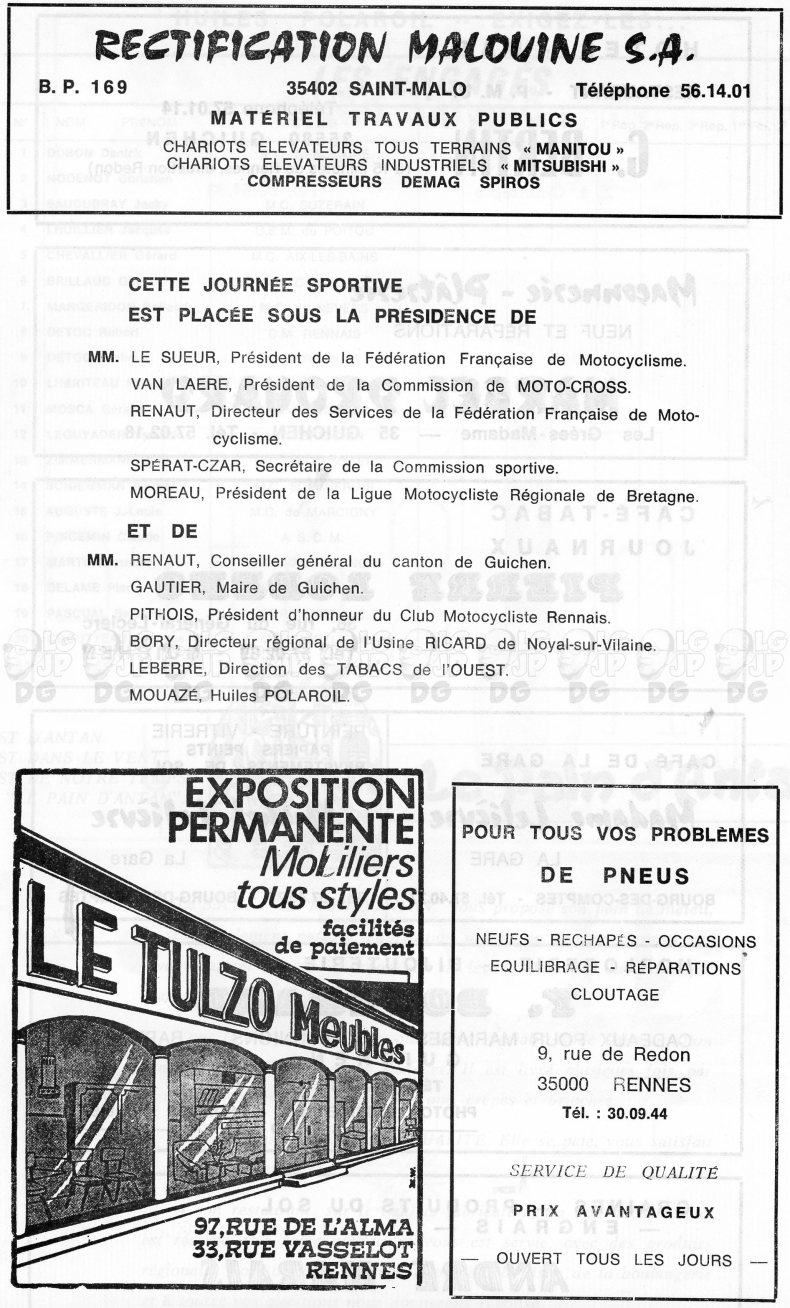 RECTIFICATION MALOUINE S.A.
B. P. 169 35402 SAINT-MALO Téléphone 56.14.01
MATÉRIEL TRAVAUX PUBLICS
CHARIOTS ELEVATEURS TOUS TERRAINS « MANITOU »
CHARIOTS ELEVATEURS INDUSTRIELS « MITSUBISHI »
COMPRESSEURS DEMAG SPIROS
CETTE JOURNÉE SPORTIVE
EST PLACÉE SOUS LA PRÉSIDENCE DE
MM. LE SUEUR, Président de la Fédération Française de Motocyclisme.
VAN LAERE, Président de la Commission de MOTO-CROSS.
RENAUT, Directeur des Services de la Fédération Française de Moto-
cyclisme.
SPÉRAT-CZAR, Secrétaire de la Commission sportive.
MOREAU, Président de la Ligue Motocycliste Régionale de Bretagne.
ET DE
MM. RENAUT, Conseiller général du canton de Guichen.
GAUTIER, Maire de Guichen.
PITHOIS, Président d'honneur du Club Motocycliste Rennais.
BORY, Directeur régional de l'Usine RICARD de Noyal-sur-Vilaine.
LEBERRE, Direction des TABACS de l'OUEST.
MOUAZÉ, Huiles POLAROIL.
EXPOSITION
PERMANENTE
Mobiliers
tous styles
facilités
de paiement
LE TULZO Meubles
97, RUE DE L'ALMA
33, RUE VASSELOT
RENNES
POUR TOUS VOS PROBLÈMES
DE PNEUS
NEUFS - RECHAPÉS - OCCASIONS
EQUILIBRAGE - RÉPARATIONS
CLOUTAGE
9, rue de Redon
35000 RENNES
Tél. : 30.09.44
SERVICE DE QUALITÉ
PRIX AVANTAGEUX
— OUVERT TOUS LES JOURS —